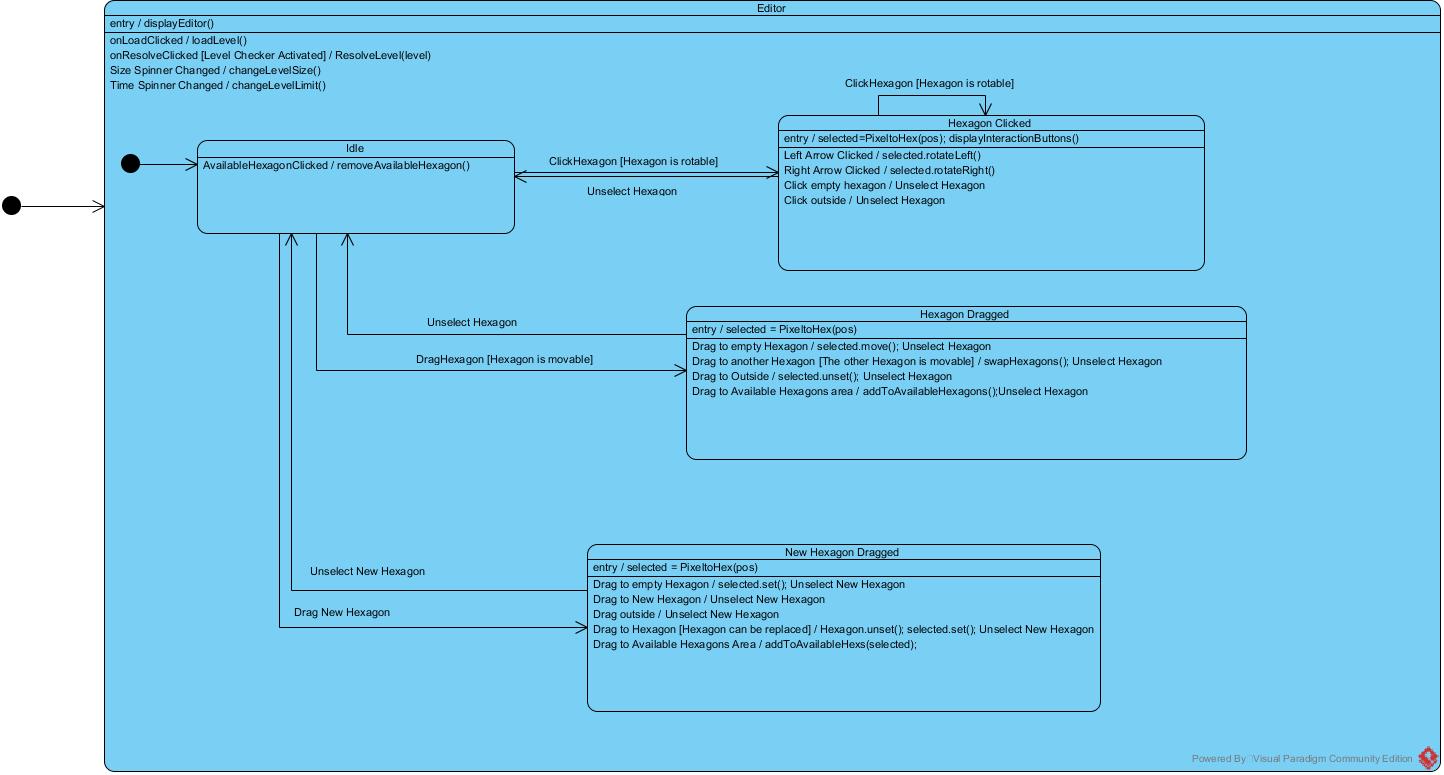 Editor
entry / displayEditor()
onLoadClicked / loadLevel()
onResolveClicked [Level Checker Activated] / ResolveLevel(level)
Size Spinner Changed / changeLevelSize()
Time Spinner Changed / changeLevelLimit()
ClickHexagon [Hexagon is rotable]
Hexagon Clicked
entry / selected=PixeltoHex(pos); displayInteractionButtons()
Left Arrow Clicked / selected.rotateLeft()
Right Arrow Clicked / selected.rotateRight()
Click empty hexagon / Unselect Hexagon
Click outside / Unselect Hexagon
Idle
AvailableHexagonClicked / removeAvailableHexagon()
ClickHexagon [Hexagon is rotable]
Unselect Hexagon
Hexagon Dragged
entry / selected = PixeltoHex(pos)
Drag to empty Hexagon / selected.move(); Unselect Hexagon
Drag to another Hexagon [The other Hexagon is movable] / swapHexagons(); Unselect Hexagon
Drag to Outside / selected.unset(); Unselect Hexagon
Drag to Available Hexagons area / addToAvailableHexagons();Unselect Hexagon
Unselect Hexagon
DragHexagon [Hexagon is movable]
New Hexagon Dragged
entry / selected = PixeltoHex(pos)
Drag to empty Hexagon / selected.set(); Unselect New Hexagon
Drag to New Hexagon / Unselect New Hexagon
Drag outside / Unselect New Hexagon
Drag to Hexagon [Hexagon can be replaced] / Hexagon.unset(); selected.set(); Unselect New Hexagon
Drag to Available Hexagons Area / addToAvailableHexs(selected);
Unselect New Hexagon
Drag New Hexagon
Powered By Visual Paradigm Community Edition